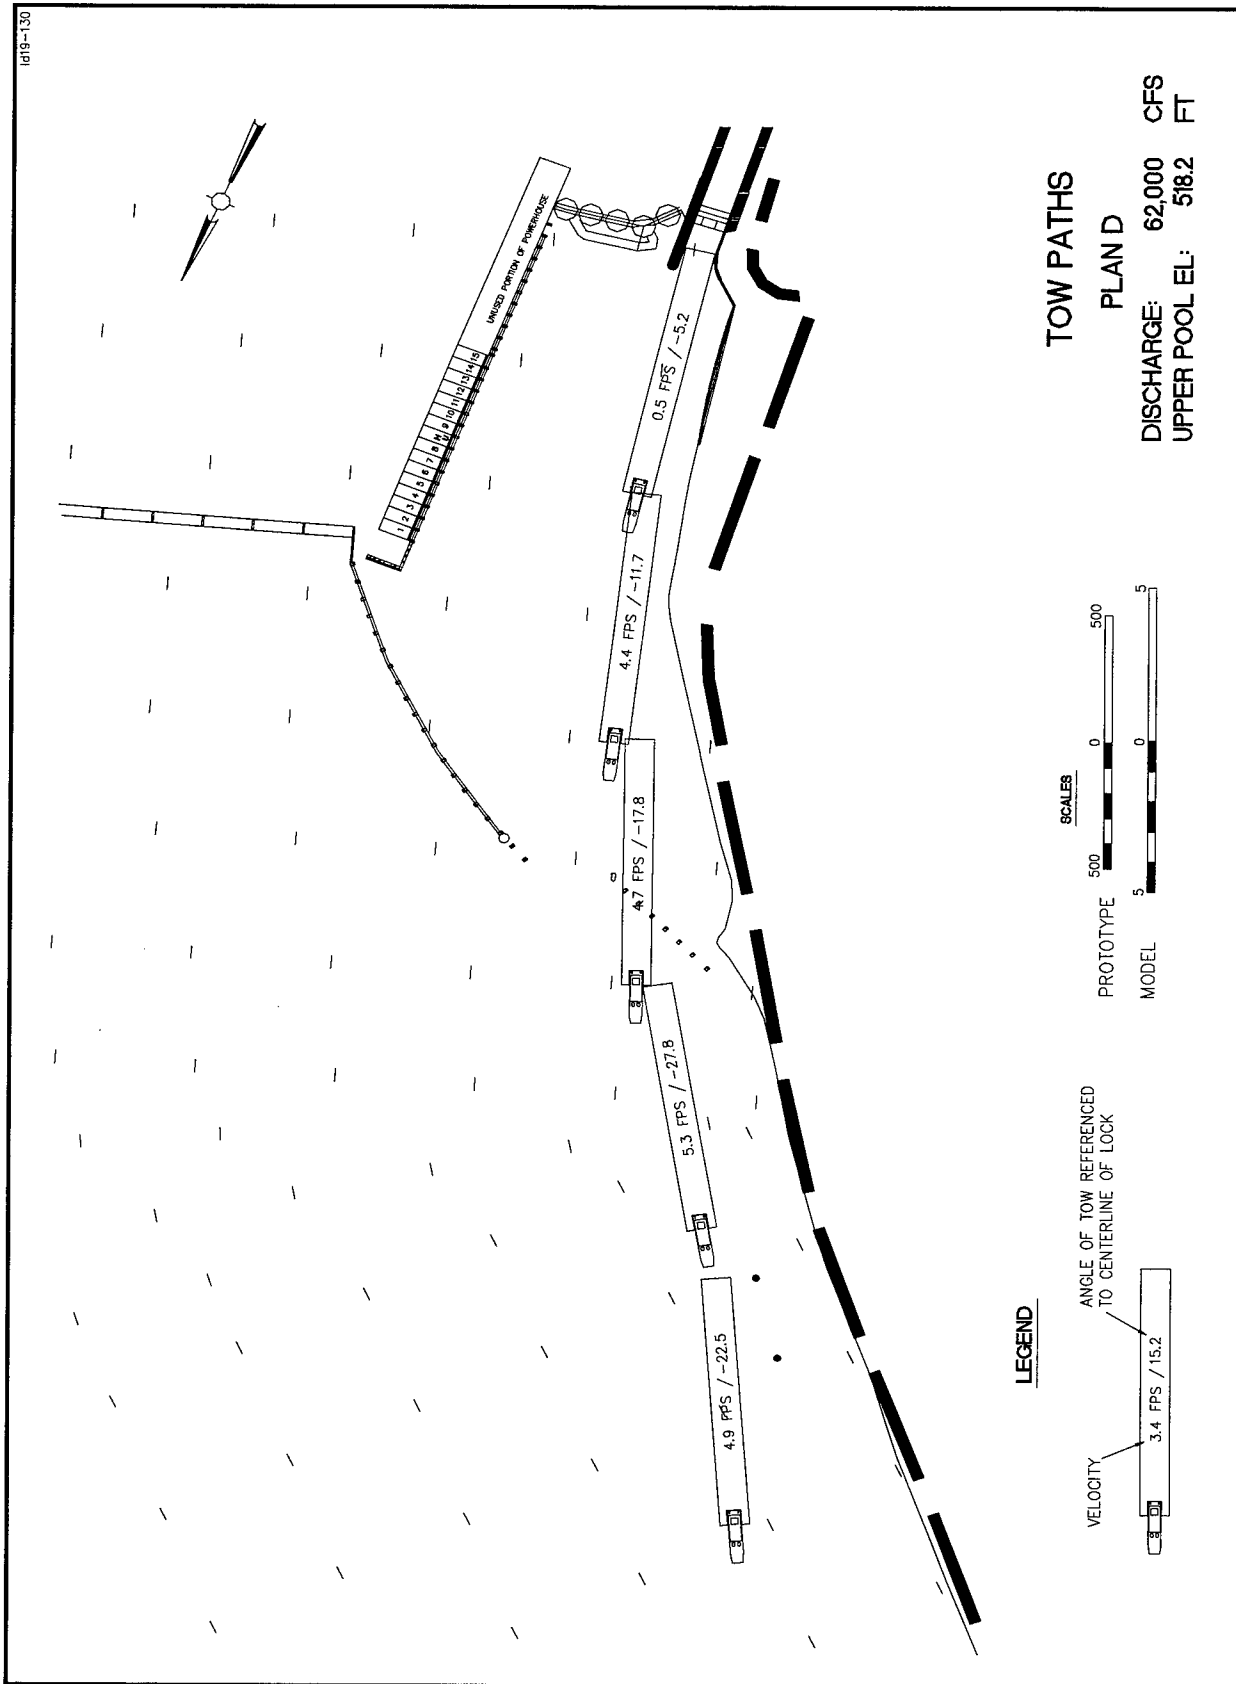 1d19-130
UNUSED PORTION OF POWERHOUSE
1 2 3 4 5 6 7 8 9 10 11 12 13 14 15
0.5 FPS / -5.2
4.4 FPS / -11.7
4.7 FPS / -17.8
5.3 FPS / -27.8
4.9 FPS / -22.5
TOW PATHS
PLAN D
DISCHARGE: 62,000 CFS
UPPER POOL EL: 518.2 FT
SCALES
PROTOTYPE 500 0 500
MODEL 5 0 5
LEGEND
VELOCITY
ANGLE OF TOW REFERENCED
TO CENTERLINE OF LOCK
3.4 FPS / 15.2